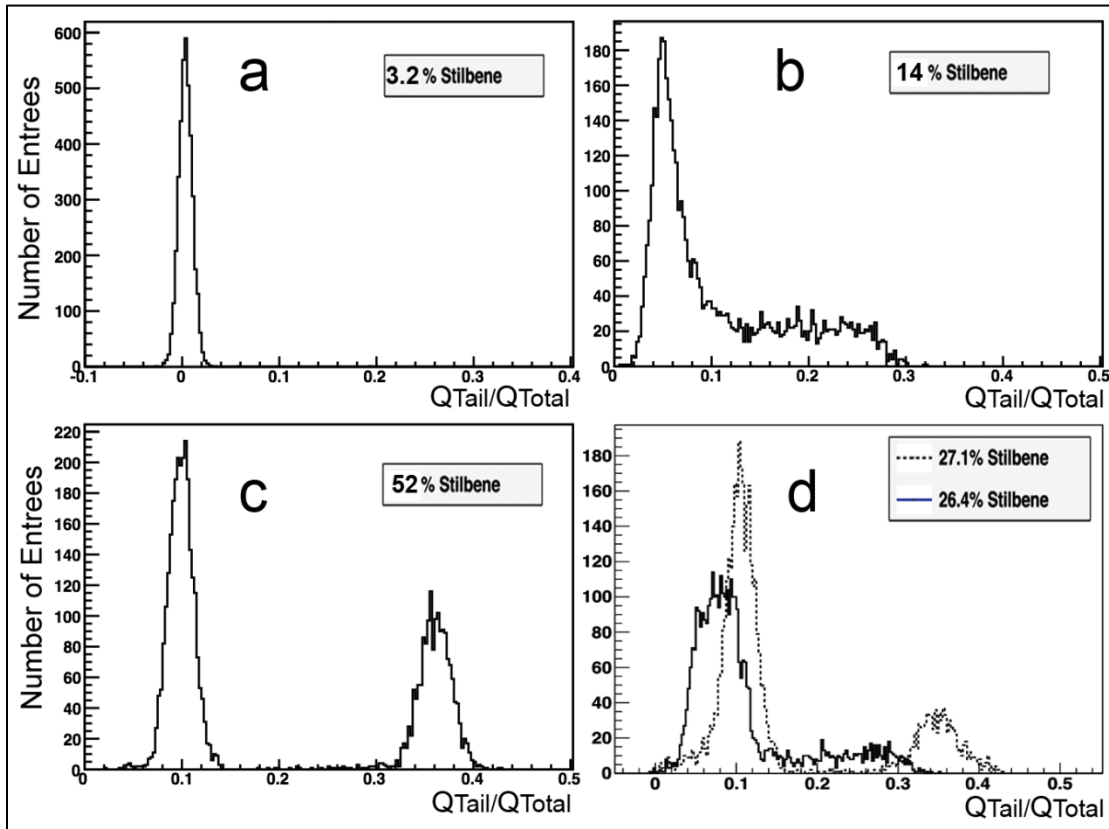 a
3.2 % Stilbene
Number of Entrees
600
500
400
300
200
100
0
-0.1 0 0.1 0.2 0.3 0.4
QTail/QTotal
b
14 % Stilbene
180
160
140
120
100
80
60
40
20
0
0 0.1 0.2 0.3 0.4 0.5
QTail/QTotal
c
52 % Stilbene
Number of Entrees
220
200
180
160
140
120
100
80
60
40
20
0
0 0.1 0.2 0.3 0.4 0.5
QTail/QTotal
d
27.1% Stilbene
26.4% Stilbene
180
160
140
120
100
80
60
40
20
0
0 0.1 0.2 0.3 0.4 0.5
QTail/QTotal